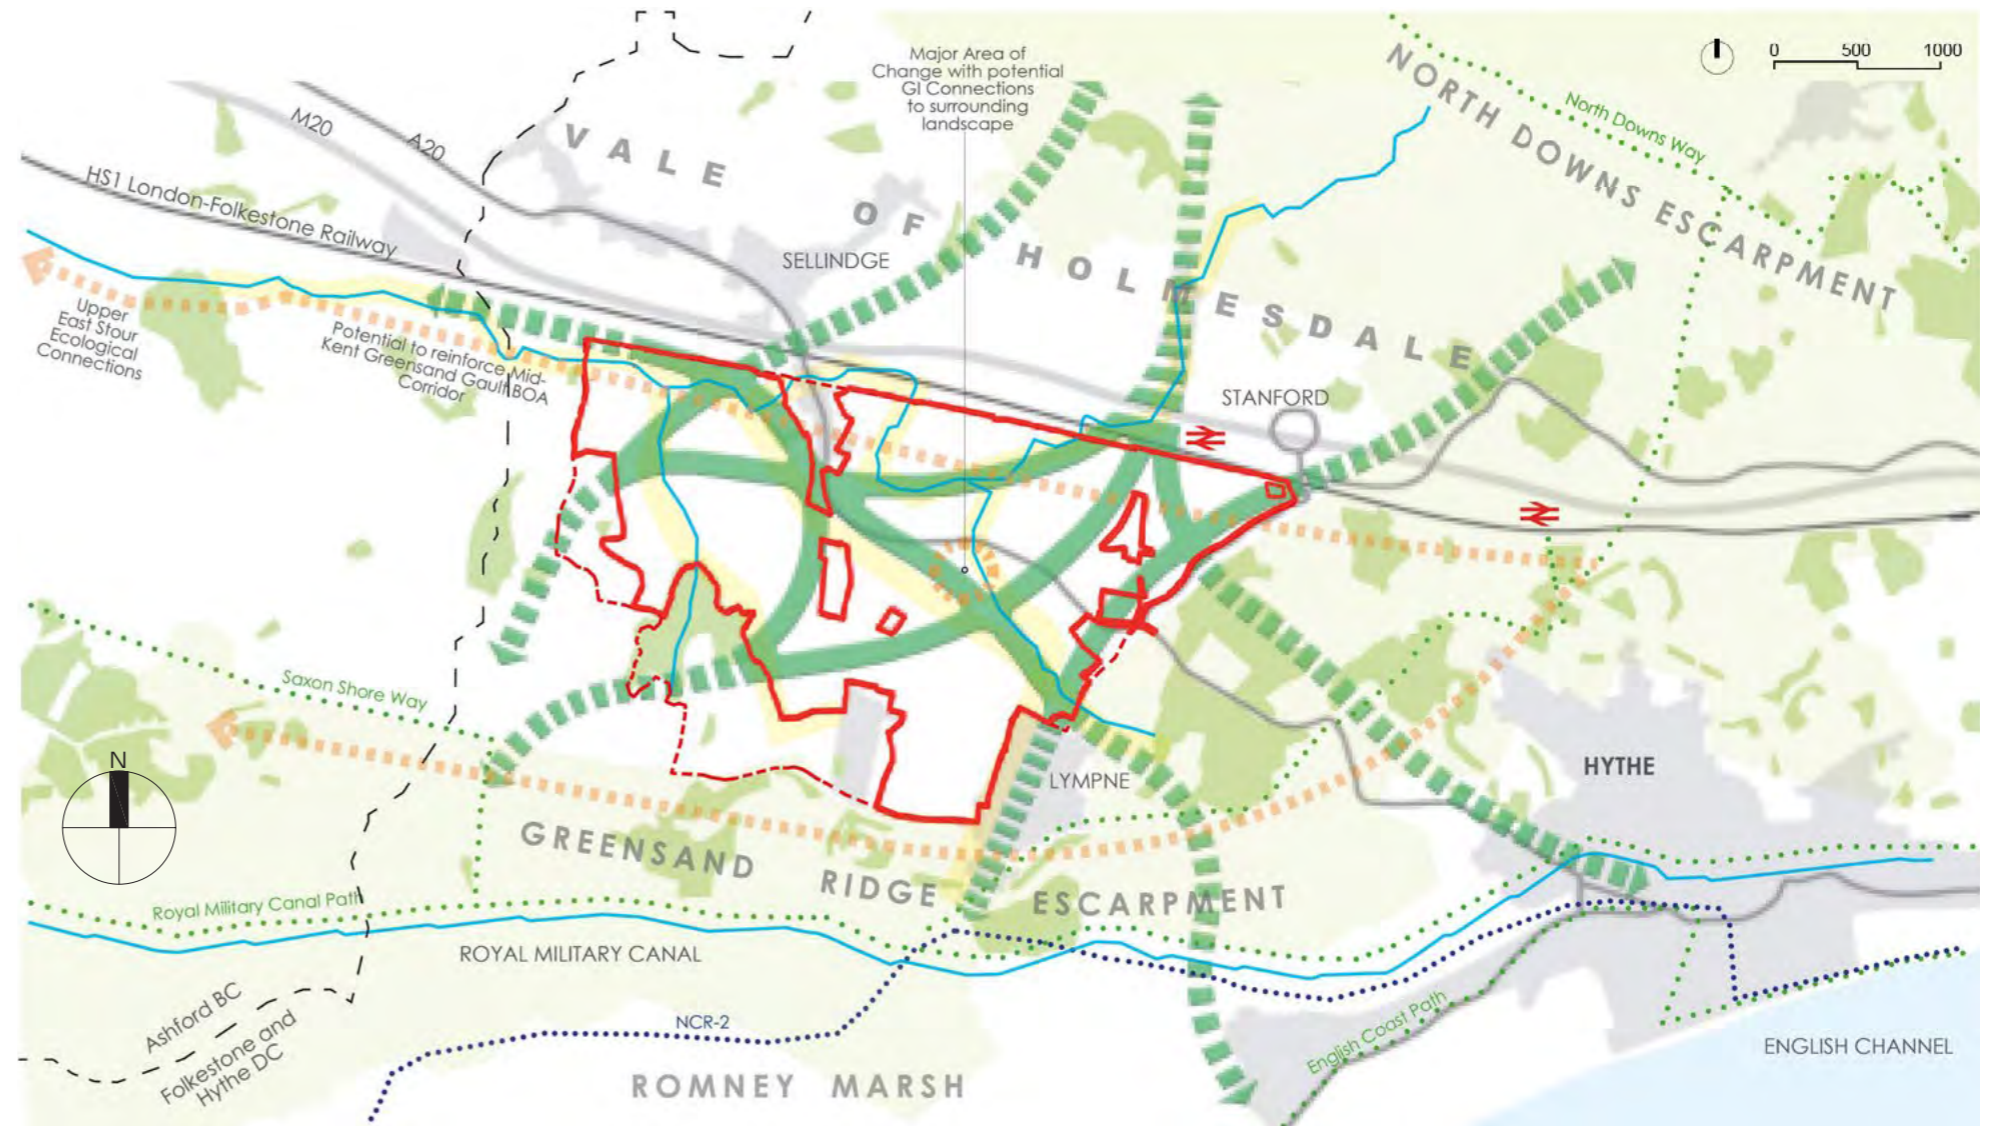 Major Area of
Change with potential
GI Connections
to surrounding
landscape
0 500 1000
North Downs Way
NORTH DOWNS ESCARPMENT
M20
A20
VALE OF HOLMESDALE
HS1 London-Folkestone Railway
SELLINDGE
Upper
East Stour
Ecological
Connections
Potential to reinforce Mid-
Kent Greensand Gault BOA
Corridor
STANFORD
Saxon Shore Way
N
LYMPNE
HYTHE
GREENSAND RIDGE ESCARPMENT
Royal Military Canal Path
ROYAL MILITARY CANAL
Ashford BC
Folkestone and
Hythe DC
NCR-2
English Coast Path
ENGLISH CHANNEL
ROMNEY MARSH